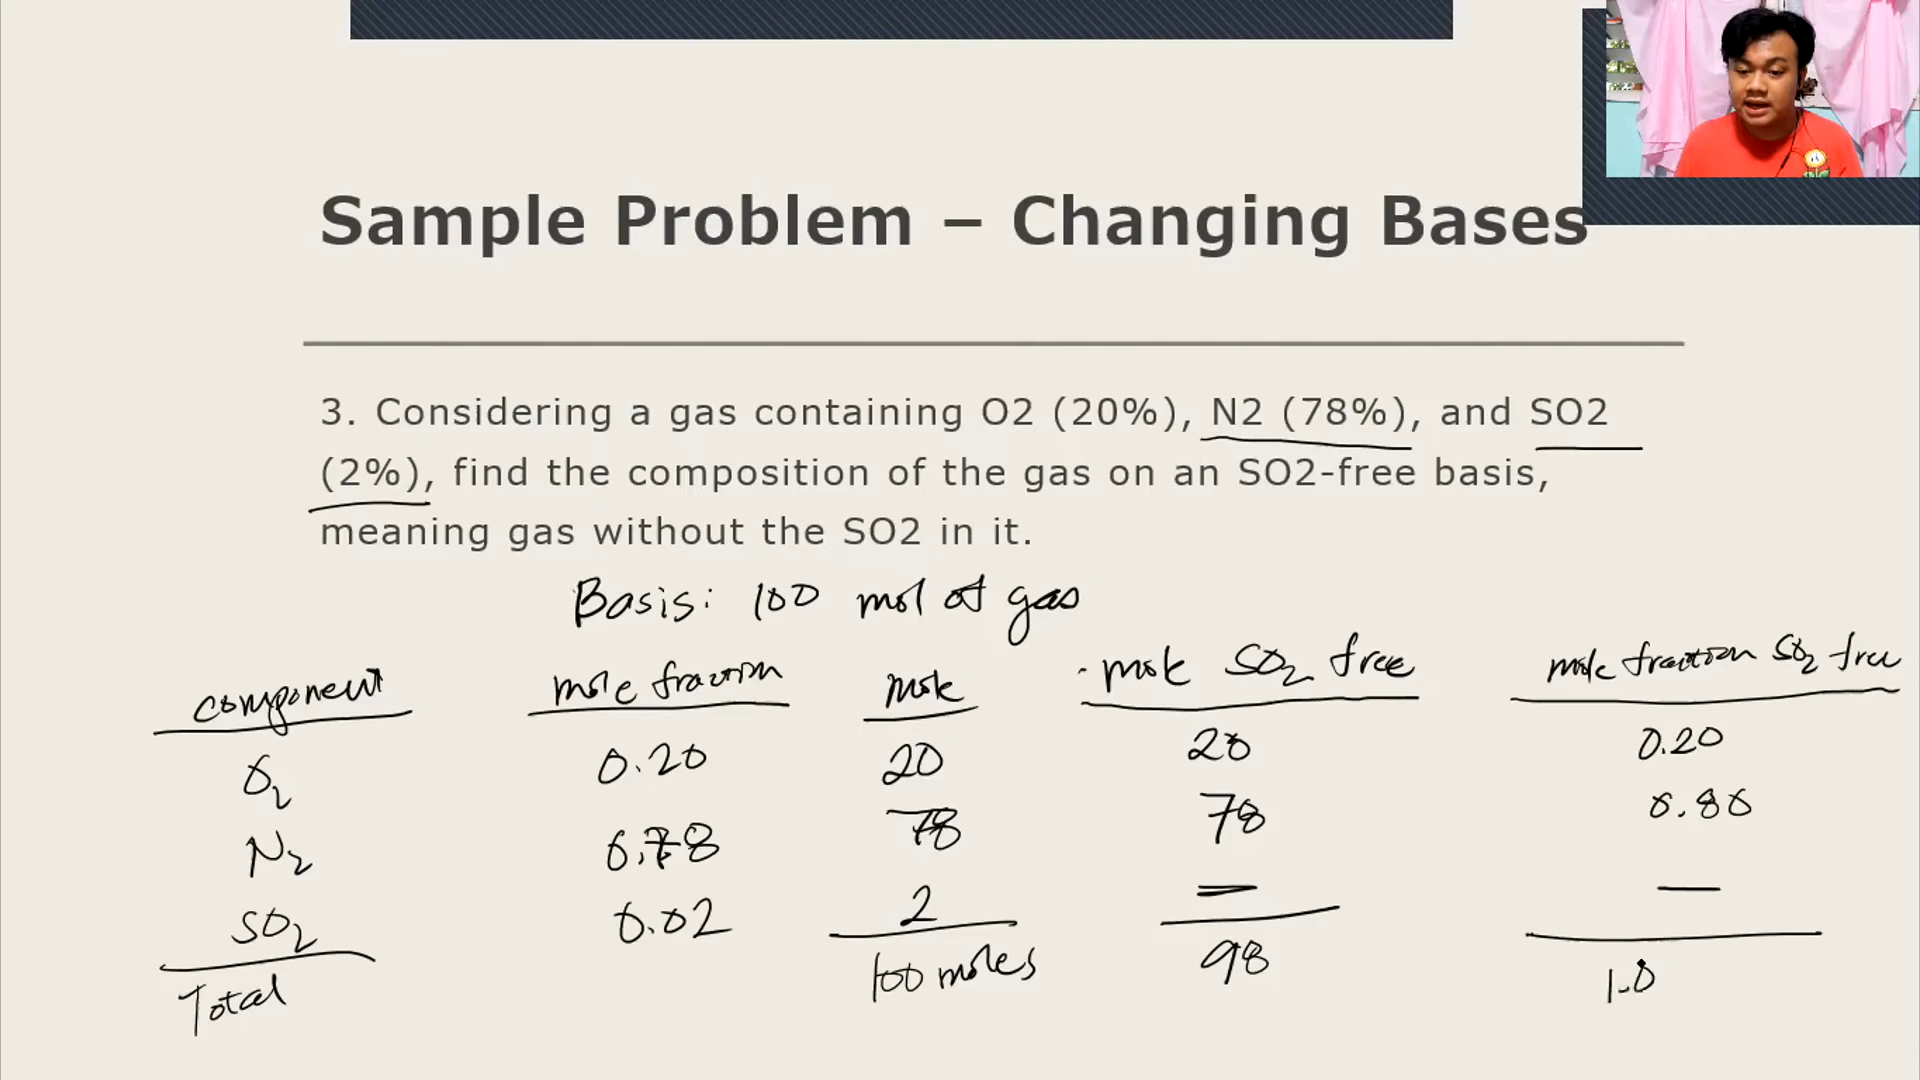 Sample Problem – Changing Bases
3. Considering a gas containing O2 (20%), N2 (78%), and SO2
(2%), find the composition of the gas on an SO2-free basis,
meaning gas without the SO2 in it.
Basis: 100 mol of gas
component mole fraction mole mole SO2 free mole fraction SO2 free
O2 0.20 20 20 0.20
N2 0.78 78 78 0.80
SO2 0.02 2 — —
Total 100 moles 98 1.0